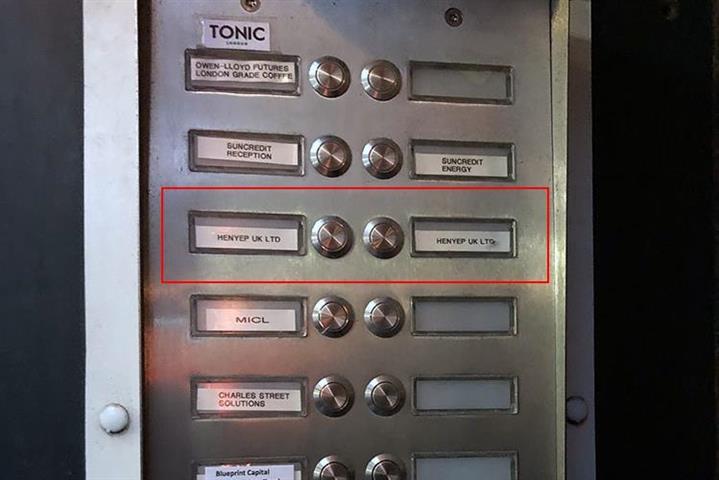 TONIC
LONDON
OWEN-LLOYD FUTURES
LONDON GRADE COFFEE
SUNCREDIT
RECEPTION
SUNCREDIT
ENERGY
HENYEP UK LTD
HENYEP UK LTD
MICL
CHARLES STREET
SOLUTIONS
Blueprint Capital